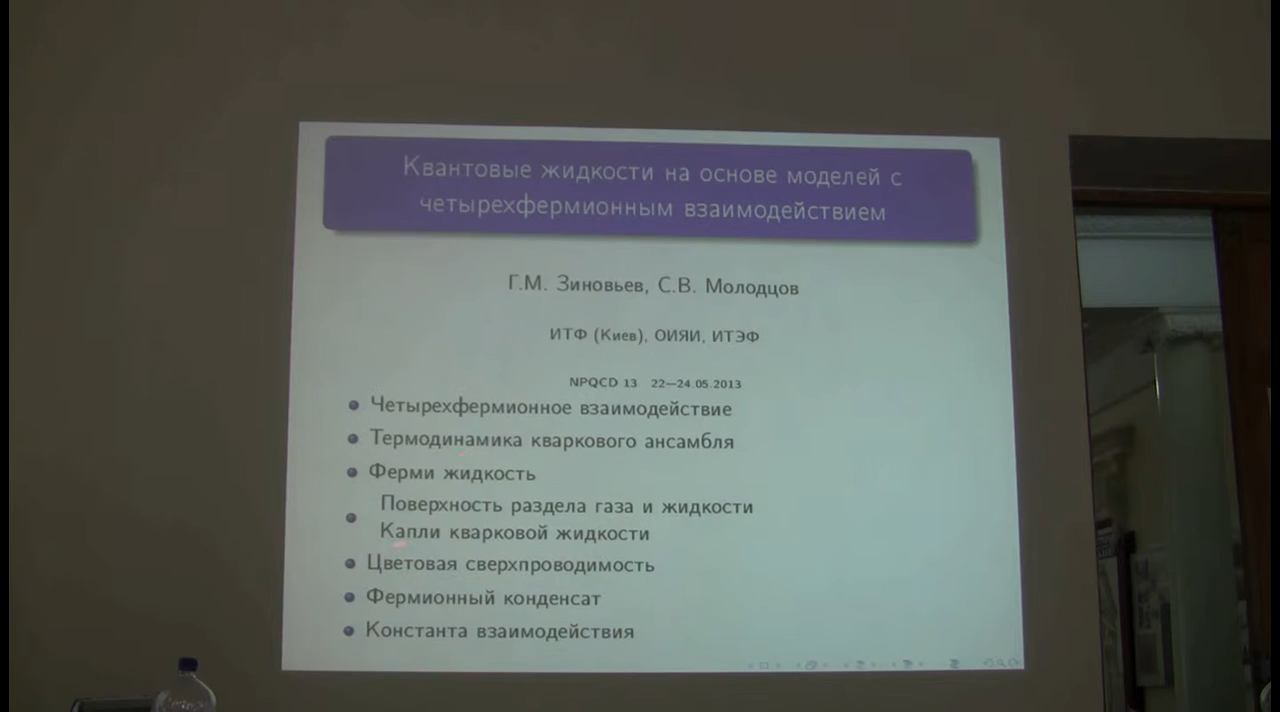 Квантовые жидкости на основе моделей с
четырехфермионным взаимодействием
Г.М. Зиновьев, С.В. Молодцов
ИТФ (Киев), ОИЯИ, ИТЭФ
NPQCD 13 22—24.05.2013
Четырехфермионное взаимодействие
Термодинамика кваркового ансамбля
Ферми жидкость
Поверхность раздела газа и жидкости
Капли кварковой жидкости
Цветовая сверхпроводимость
Фермионный конденсат
Константа взаимодействия